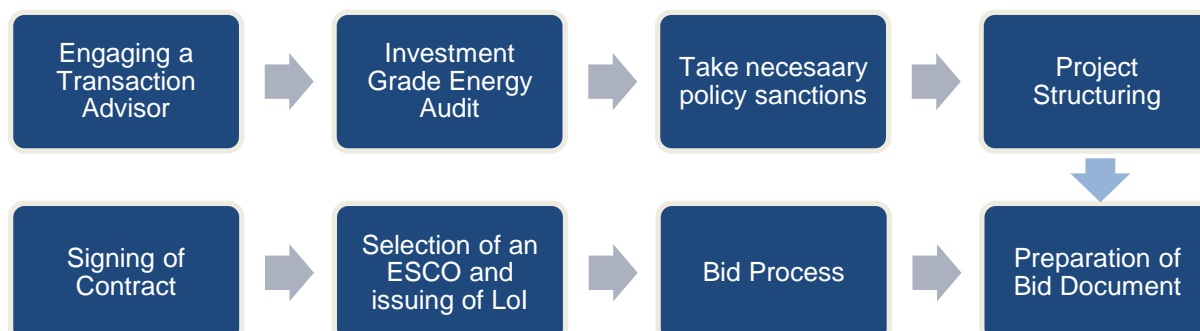 Engaging a
Transaction
Advisor
Investment
Grade Energy
Audit
Take necesaary
policy sanctions
Project
Structuring
Signing of
Contract
Selection of an
ESCO and
issuing of LoI
Bid Process
Preparation of
Bid Document